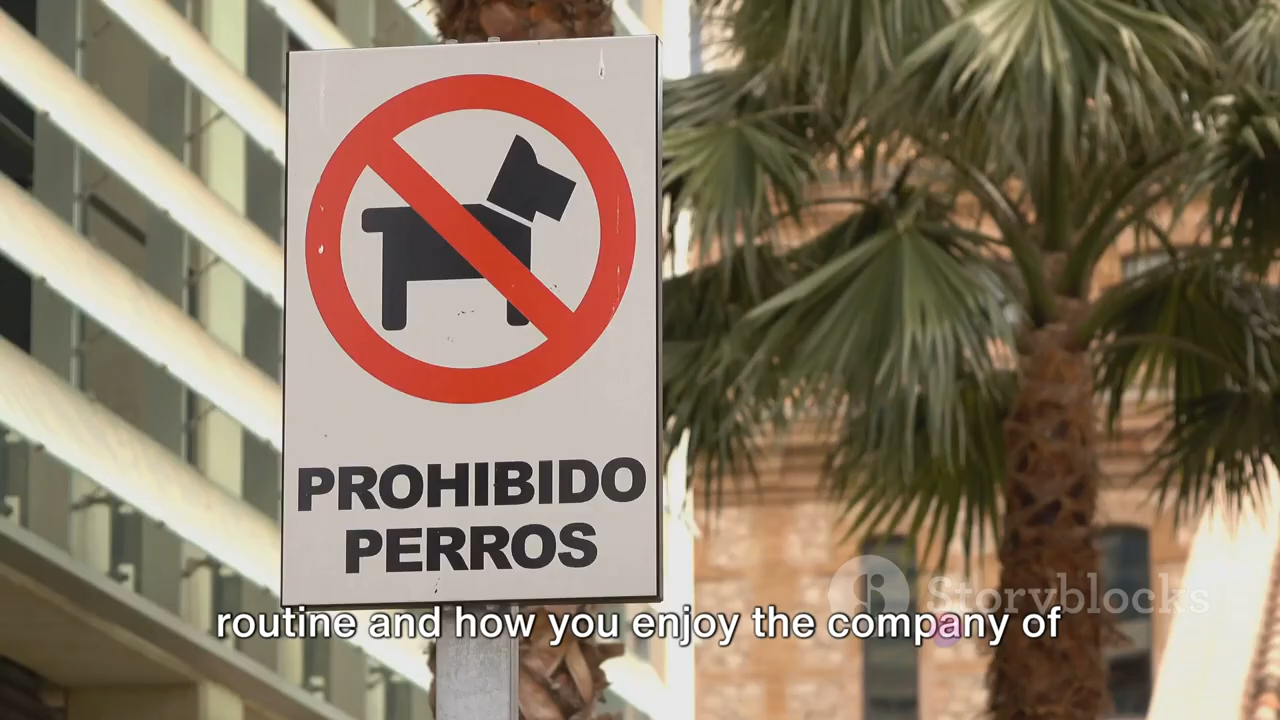 PROHIBIDO
PERROS
Storyblocks
routine and how you enjoy the company of